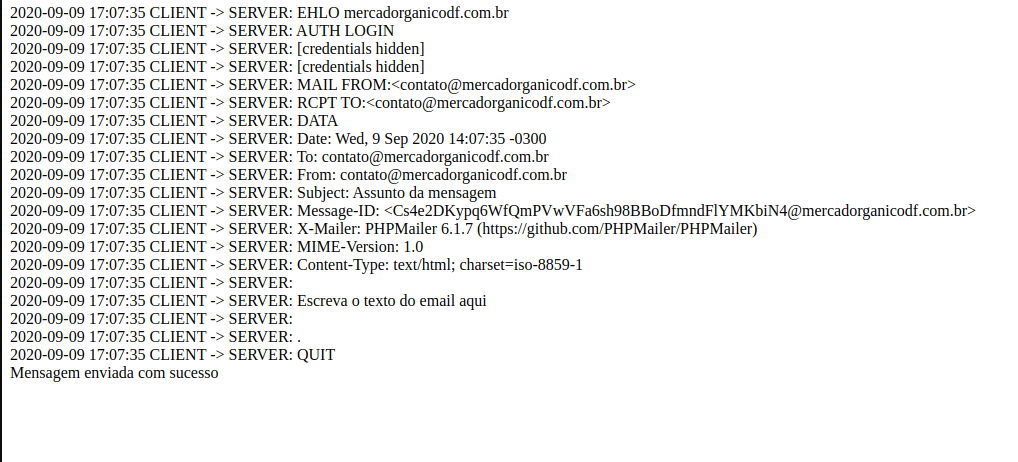 2020-09-09 17:07:35 CLIENT -> SERVER: EHLO mercadorganicodf.com.br
2020-09-09 17:07:35 CLIENT -> SERVER: AUTH LOGIN
2020-09-09 17:07:35 CLIENT -> SERVER: [credentials hidden]
2020-09-09 17:07:35 CLIENT -> SERVER: [credentials hidden]
2020-09-09 17:07:35 CLIENT -> SERVER: MAIL FROM:<contato@mercadorganicodf.com.br>
2020-09-09 17:07:35 CLIENT -> SERVER: RCPT TO:<contato@mercadorganicodf.com.br>
2020-09-09 17:07:35 CLIENT -> SERVER: DATA
2020-09-09 17:07:35 CLIENT -> SERVER: Date: Wed, 9 Sep 2020 14:07:35 -0300
2020-09-09 17:07:35 CLIENT -> SERVER: To: contato@mercadorganicodf.com.br
2020-09-09 17:07:35 CLIENT -> SERVER: From: contato@mercadorganicodf.com.br
2020-09-09 17:07:35 CLIENT -> SERVER: Subject: Assunto da mensagem
2020-09-09 17:07:35 CLIENT -> SERVER: Message-ID: <Cs4e2DKypq6WfQmPVwVFa6sh98BBoDfmndFlYMKbiN4@mercadorganicodf.com.br>
2020-09-09 17:07:35 CLIENT -> SERVER: X-Mailer: PHPMailer 6.1.7 (https://github.com/PHPMailer/PHPMailer)
2020-09-09 17:07:35 CLIENT -> SERVER: MIME-Version: 1.0
2020-09-09 17:07:35 CLIENT -> SERVER: Content-Type: text/html; charset=iso-8859-1
2020-09-09 17:07:35 CLIENT -> SERVER:
2020-09-09 17:07:35 CLIENT -> SERVER: Escreva o texto do email aqui
2020-09-09 17:07:35 CLIENT -> SERVER:
2020-09-09 17:07:35 CLIENT -> SERVER: .
2020-09-09 17:07:35 CLIENT -> SERVER: QUIT
Mensagem enviada com sucesso